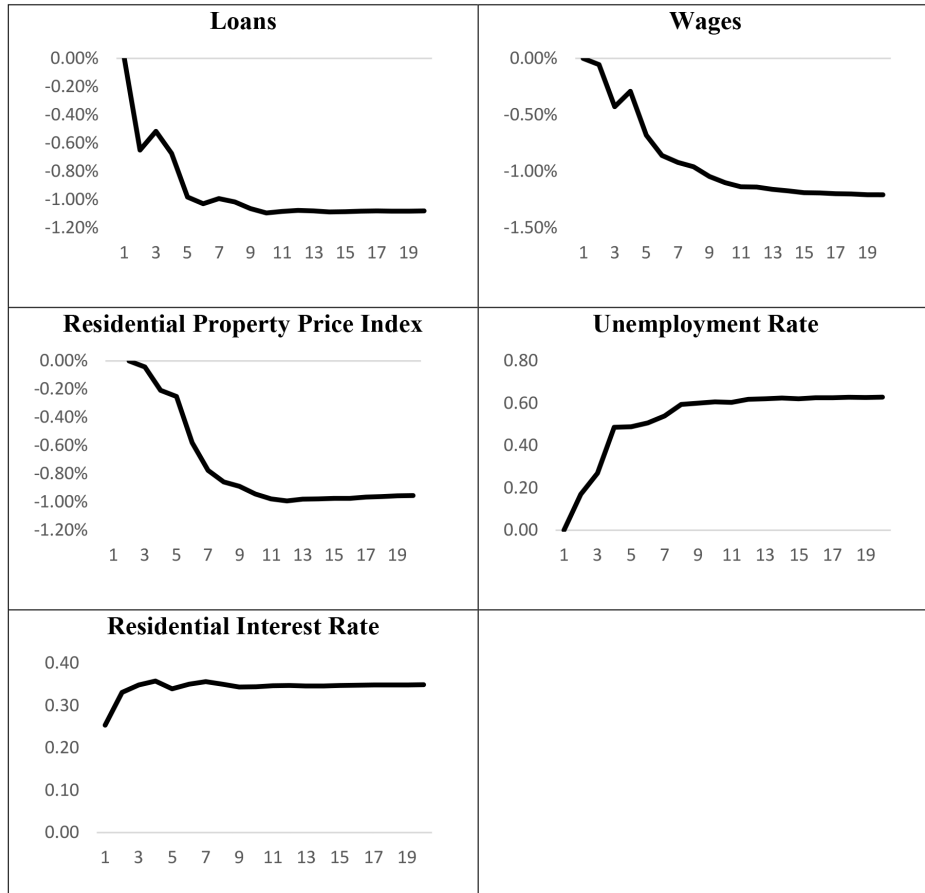 Loans
0.00%
-0.20%
-0.40%
-0.60%
-0.80%
-1.00%
-1.20%
1 3 5 7 9 11 13 15 17 19
Wages
0.00%
-0.50%
-1.00%
-1.50%
1 3 5 7 9 11 13 15 17 19
Residential Property Price Index
0.00%
-0.20%
-0.40%
-0.60%
-0.80%
-1.00%
-1.20%
1 3 5 7 9 11 13 15 17 19
Unemployment Rate
0.80
0.60
0.40
0.20
0.00
1 3 5 7 9 11 13 15 17 19
Residential Interest Rate
0.40
0.30
0.20
0.10
0.00
1 3 5 7 9 11 13 15 17 19